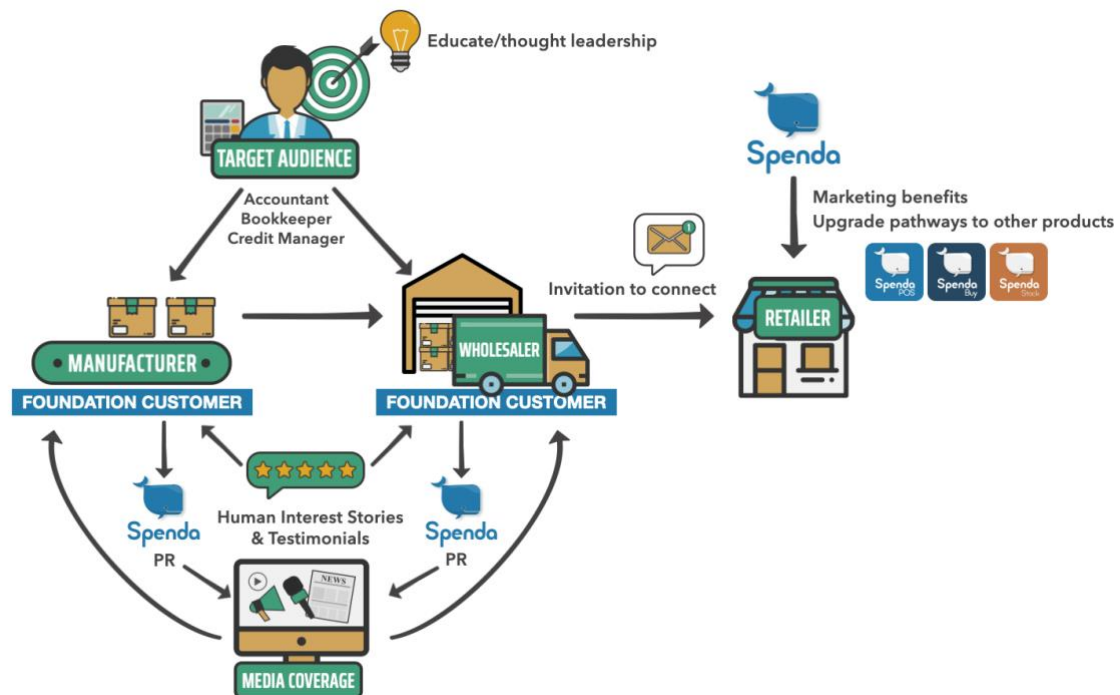 Educate/thought leadership
TARGET AUDIENCE
Accountant
Bookkeeper
Credit Manager
Spenda
Marketing benefits
Upgrade pathways to other products
Spenda
POS
Spenda
Buy
Spenda
Stock
1
Invitation to connect
RETAILER
MANUFACTURER
FOUNDATION CUSTOMER
WHOLESALER
FOUNDATION CUSTOMER
Spenda
PR
Human Interest Stories
& Testimonials
Spenda
PR
NEWS
MEDIA COVERAGE